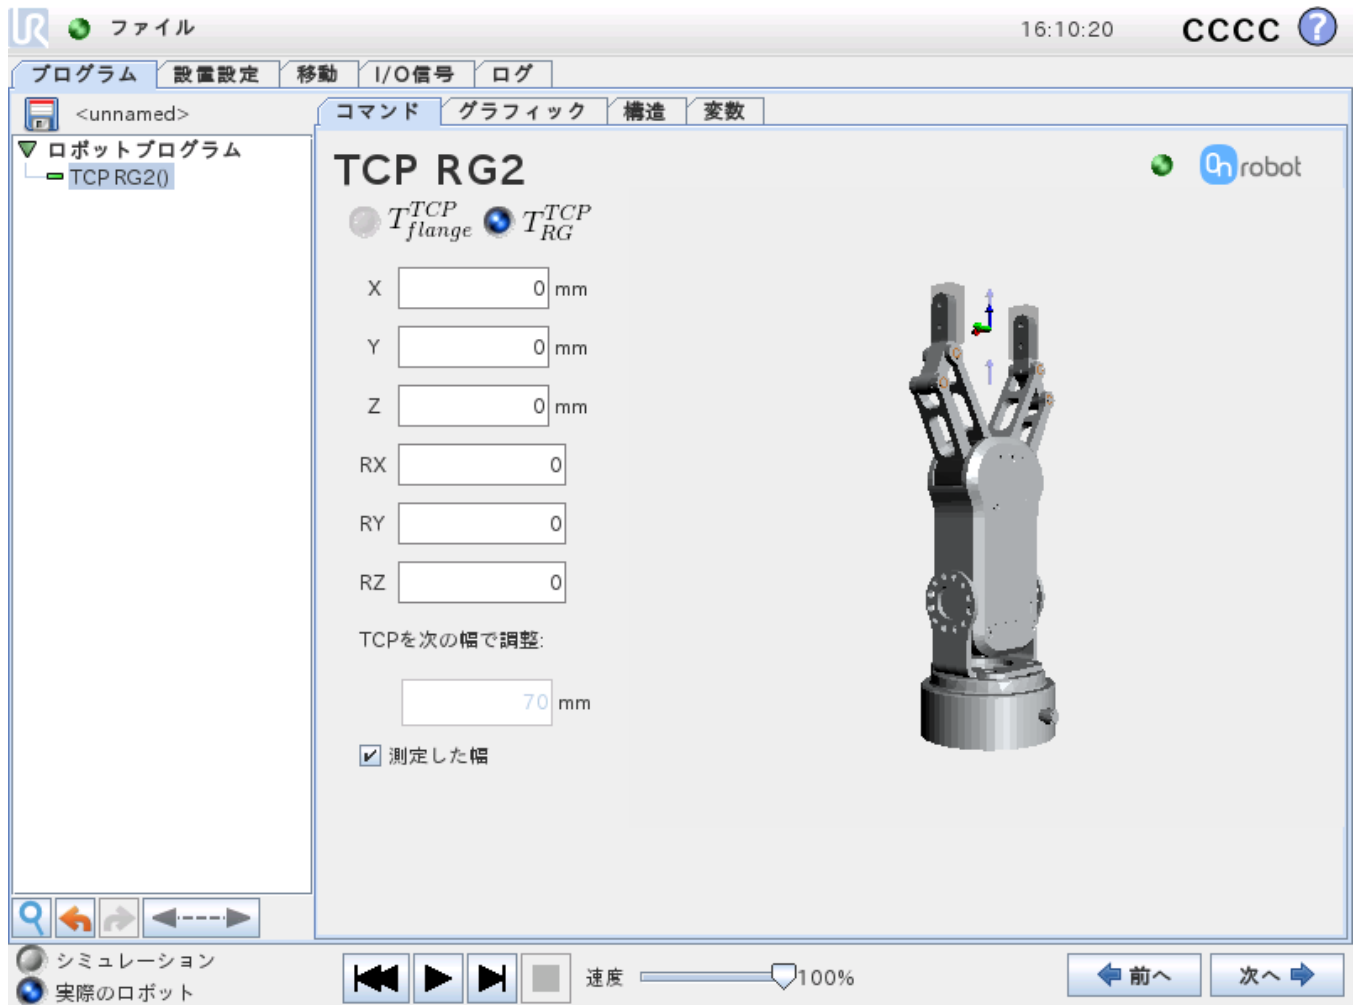 UR ファイル 16:10:20 CCCC ?
プログラム 設置設定 移動 I/O信号 ログ
<unnamed>
コマンド グラフィック 構造 変数
ロボットプログラム
TCP RG2()
TCP RG2
On robot
T TCP flange T TCP RG
X 0 mm
Y 0 mm
Z 0 mm
RX 0
RY 0
RZ 0
TCPを次の幅で調整:
70 mm
測定した幅
シミュレーション
実際のロボット
速度 100%
前へ 次へ